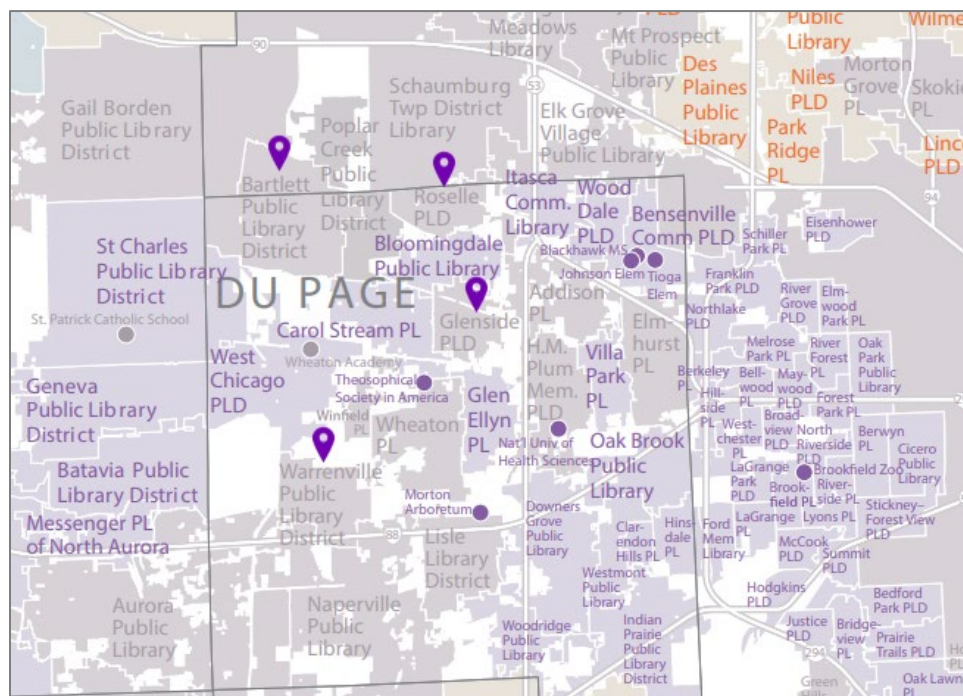 Meadows
Library
PLD
Mt Prospect
Public
Library
Public
Library
Wilme
90
53
Des
Plaines
Public
Library
Niles
PLD
Morton
Grove
PL
Skokie
PL
Gail Borden
Public Library
District
Schaumburg
Twp District
Library
Poplar
Creek
Public
Library
District
Elk Grove
Village
Public Library
Park
Ridge
PL
Linco
PLD
94
Bartlett
Public
Library
District
Roselle
PLD
Itasca
Comm.
Library
Wood
Dale
PLD
Bensenville
Comm PLD
Schiller
Park PL
Eisenhower
PLD
St Charles
Public Library
District
Bloomingdale
Public Library
Blackhawk MS
Johnson Elem
Tioga
Elem
Franklin
Park PLD
DU PAGE
Addison
PL
Northlake
PLD
River
Grove
PLD
Elm-
wood
Park PL
St. Patrick Catholic School
Carol Stream PL
Glenside
PLD
Elm-
hurst
PL
Wheaton Academy
West
Chicago
PLD
Theosophical
Society in America
H.M.
Plum
Mem.
PLD
Villa
Park
PL
Melrose
Park PL
River
Forest
PL
Oak
Park
Public
Library
Berkeley
PL
Bell-
wood
PL
May-
wood
PLD
Geneva
Public Library
District
Winfield
PL
Wheaton
PL
Glen
Ellyn
PL
Hill-
side
PL
Forest
Park PL
West-
chester
PL
Broad-
view
PLD
North
Riverside
PLD
Berwyn
PL
Nat'l Univ of
Health Sciences
Oak Brook
Public
Library
Cicero
Public
Library
Batavia Public
Library District
Warrenville
Public
Library
District
LaGrange
Park
PLD
Brookfield Zoo
Brook-
field PL
River-
side PL
Morton
Arboretum
Messenger PL
of North Aurora
Downers
Grove
Public
Library
Clar-
endon
Hills PL
Hins-
dale
PL
Ford
Mem
Library
LaGrange
PL
Lyons PL
Stickney–
Forest View
PLD
88
Lisle
Library
District
McCook
PLD
Summit
PLD
Westmont
Public
Library
Hodgkins
PLD
Bedford
Park PLD
Aurora
Public
Library
Naperville
Public
Library
Woodridge
Public
Library
Indian
Prairie
Public
Library
District
Justice
PLD
Bridge-
view
PL
Prairie
Trails PLD
294
Green
Hills
Oak Lawn